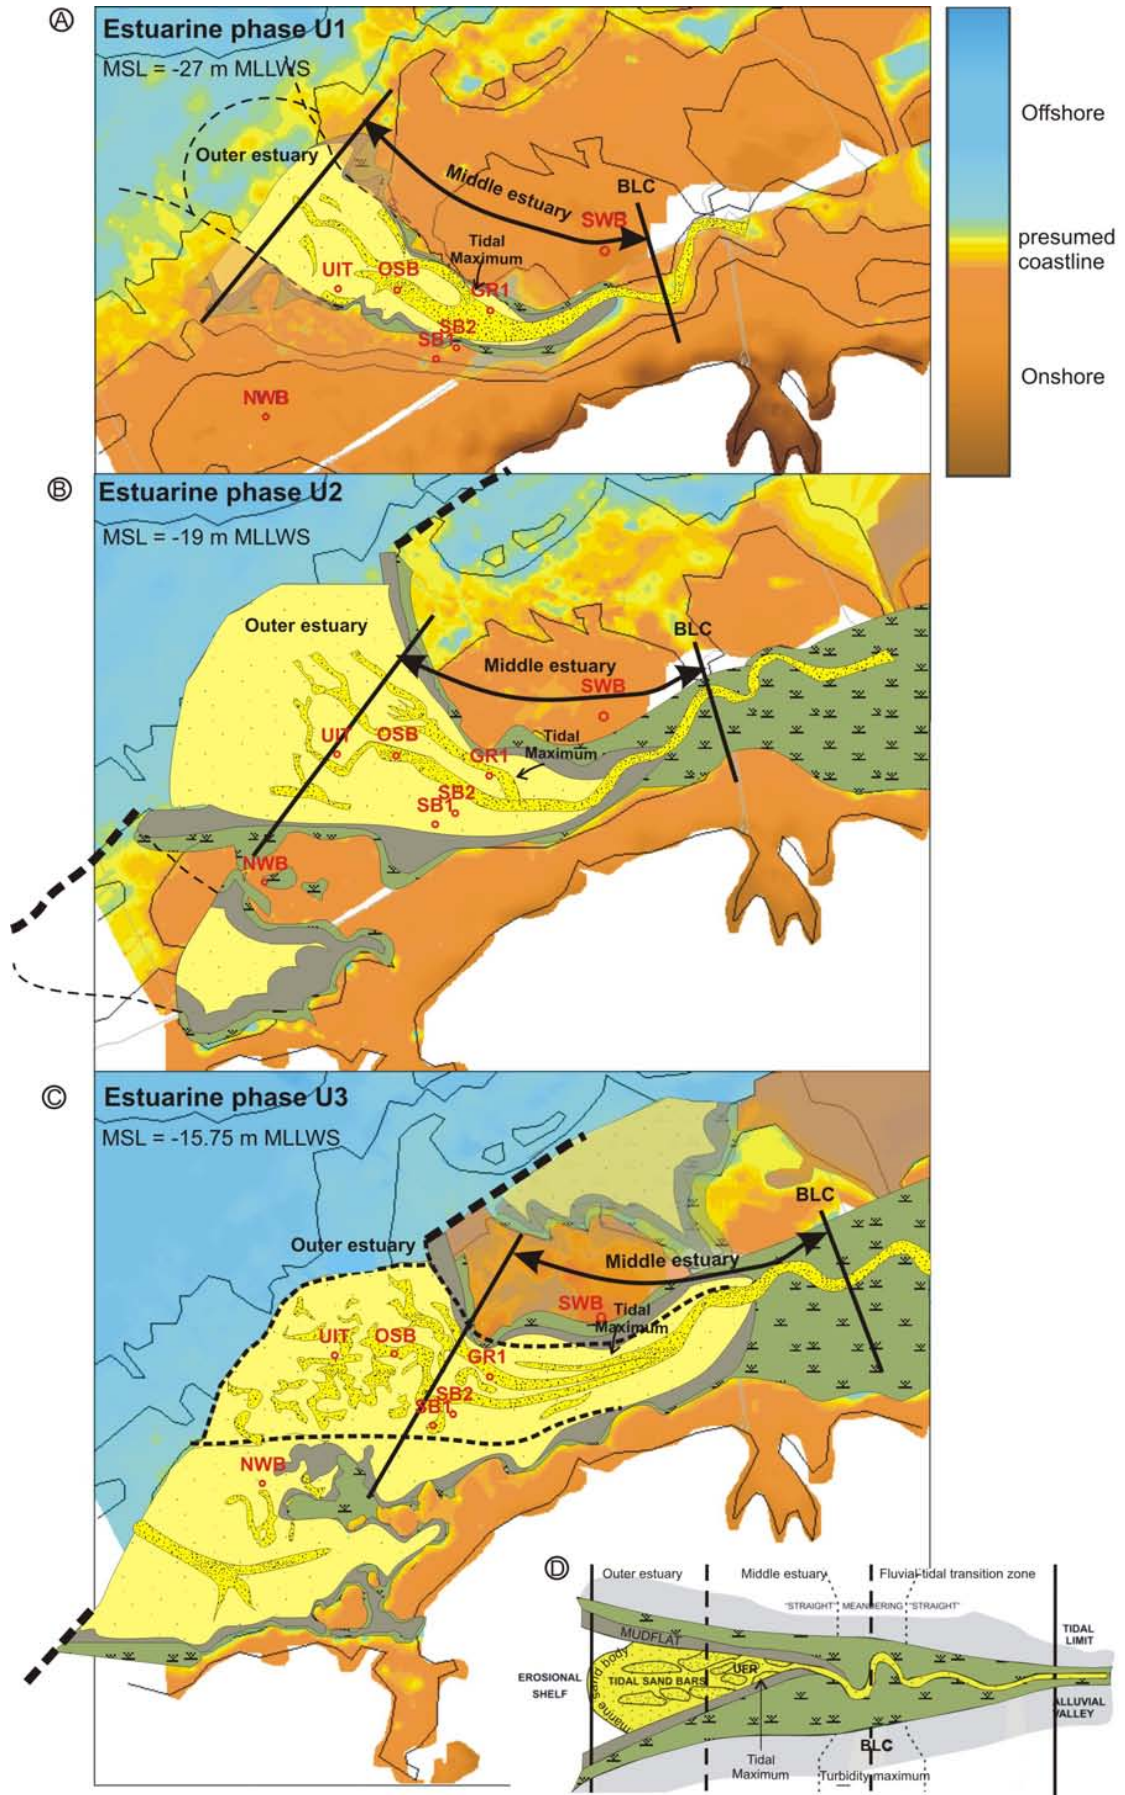 A
Estuarine phase U1
MSL = -27 m MLLWS
Outer estuary
Middle estuary
BLC
SWB
Tidal
Maximum
UIT
OSB
GR1
SB2
SB1
NWB
Offshore
presumed
coastline
Onshore
B
Estuarine phase U2
MSL = -19 m MLLWS
Outer estuary
BLC
Middle estuary
SWB
UIT
OSB
Tidal
Maximum
GR1
SB2
SB1
NWB
C
Estuarine phase U3
MSL = -15.75 m MLLWS
BLC
Outer estuary
Middle estuary
SWB
Tidal
Maximum
UIT
OSB
GR1
SB2
SB1
NWB
D
Outer estuary
Middle estuary
Fluvial-tidal transition zone
"STRAIGHT"
MEANDERING
"STRAIGHT"
TIDAL
LIMIT
MUDFLAT
EROSIONAL
SHELF
marine sand body
TIDAL SAND BARS
UFR
ALLUVIAL
VALLEY
BLC
Tidal
Maximum
Turbidity maximum